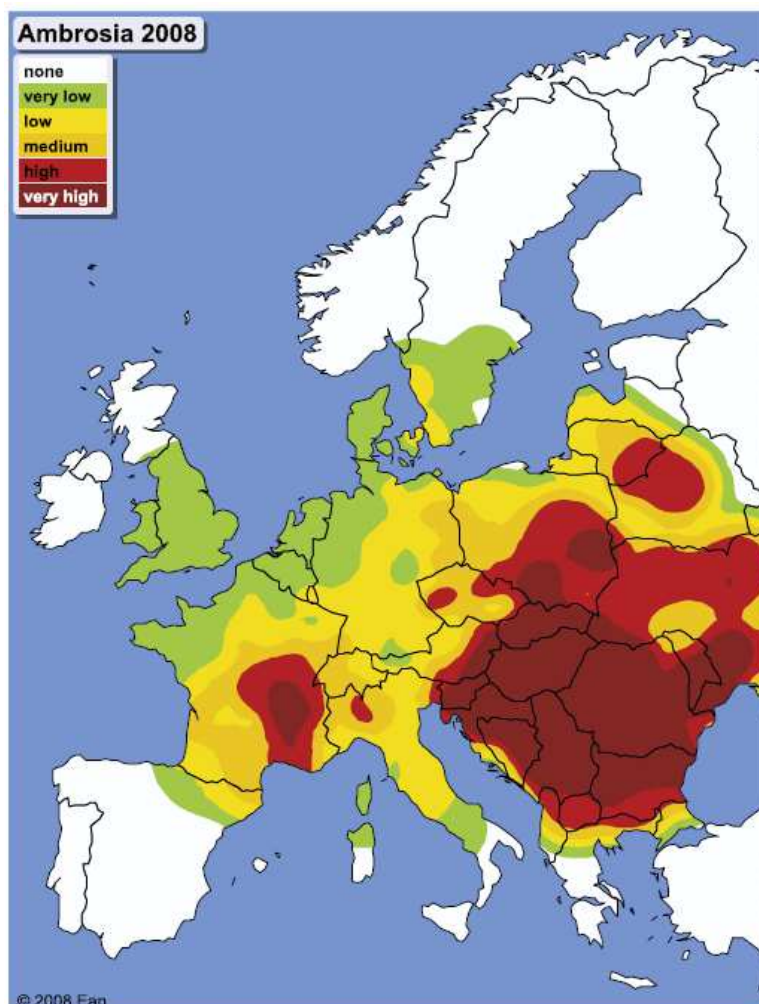 Ambrosia 2008
none
very low
low
medium
high
very high
© 2008 Ean